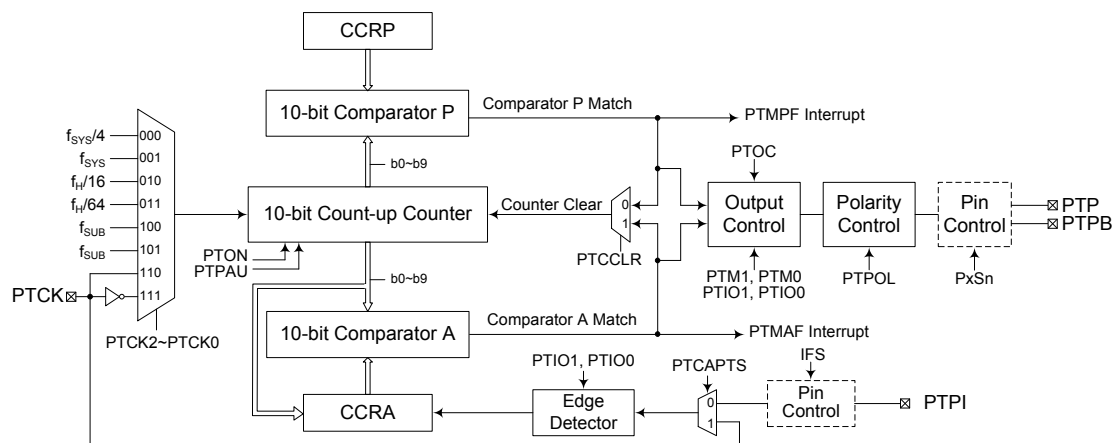 CCRP
10-bit Comparator P
Comparator P Match
PTMPF Interrupt
b0~b9
PTOC
fSYS/4
000
fSYS
001
fH/16
010
fH/64
011
fSUB
100
fSUB
101
110
111
PTCK
PTCK2~PTCK0
10-bit Count-up Counter
PTON
PTPAU
Counter Clear
0
1
PTCCLR
Output
Control
PTM1, PTM0
PTIO1, PTIO0
Polarity
Control
PTPOL
Pin
Control
PxSn
PTP
PTPB
b0~b9
10-bit Comparator A
Comparator A Match
PTMAF Interrupt
CCRA
PTIO1, PTIO0
Edge
Detector
PTCAPTS
0
1
IFS
Pin
Control
PTPI